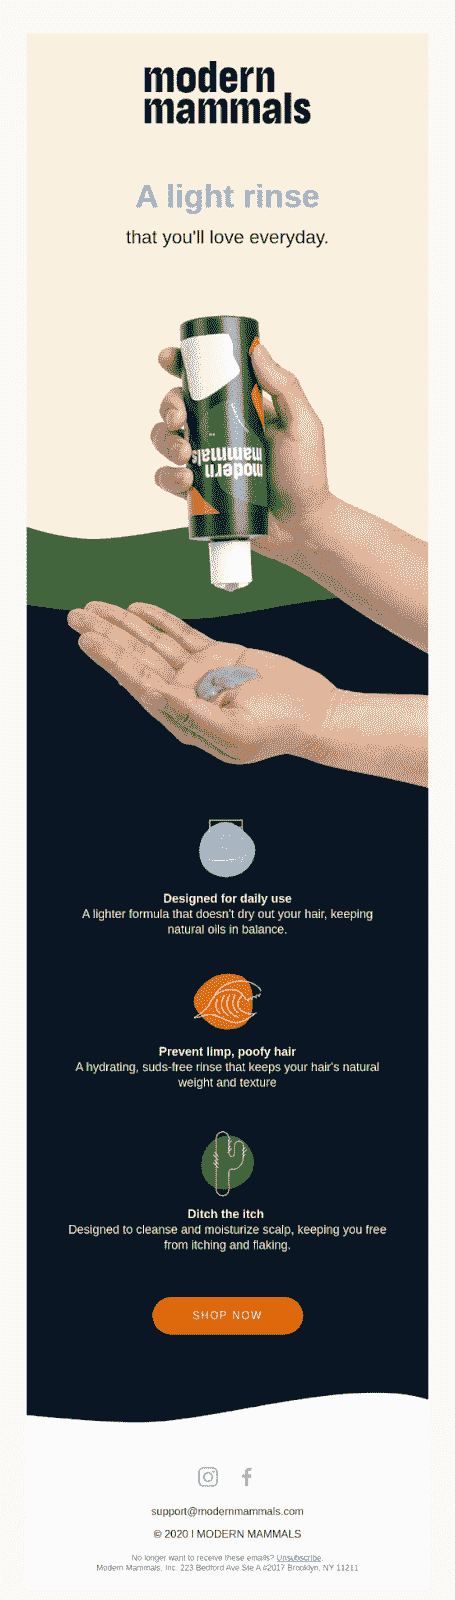 modern
mammals
A light rinse
that you'll love everyday.
modern
mammals
Designed for daily use
A lighter formula that doesn't dry out your hair, keeping
natural oils in balance.
Prevent limp, poofy hair
A hydrating, suds-free rinse that keeps your hair's natural
weight and texture
Ditch the itch
Designed to cleanse and moisturize scalp, keeping you free
from itching and flaking.
SHOP NOW
support@modernmammals.com
© 2020 I MODERN MAMMALS
No longer want to receive these emails? Unsubscribe.
Modern Mammals, Inc. 223 Bedford Ave Ste A #2017 Brooklyn, NY 11211